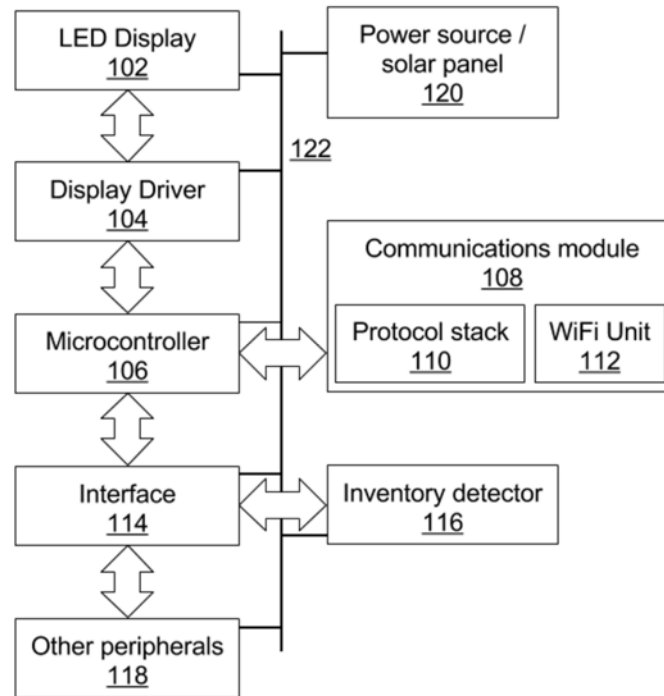 LED Display
102
Power source /
solar panel
120
122
Display Driver
104
Communications module
108
Protocol stack
110
WiFi Unit
112
Microcontroller
106
Interface
114
Inventory detector
116
Other peripherals
118